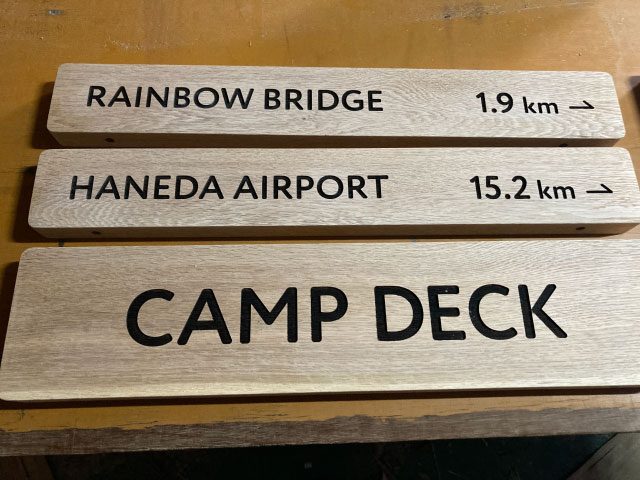 RAINBOW BRIDGE 1.9 km ⇀
HANEDA AIRPORT 15.2 km ⇀
CAMP DECK